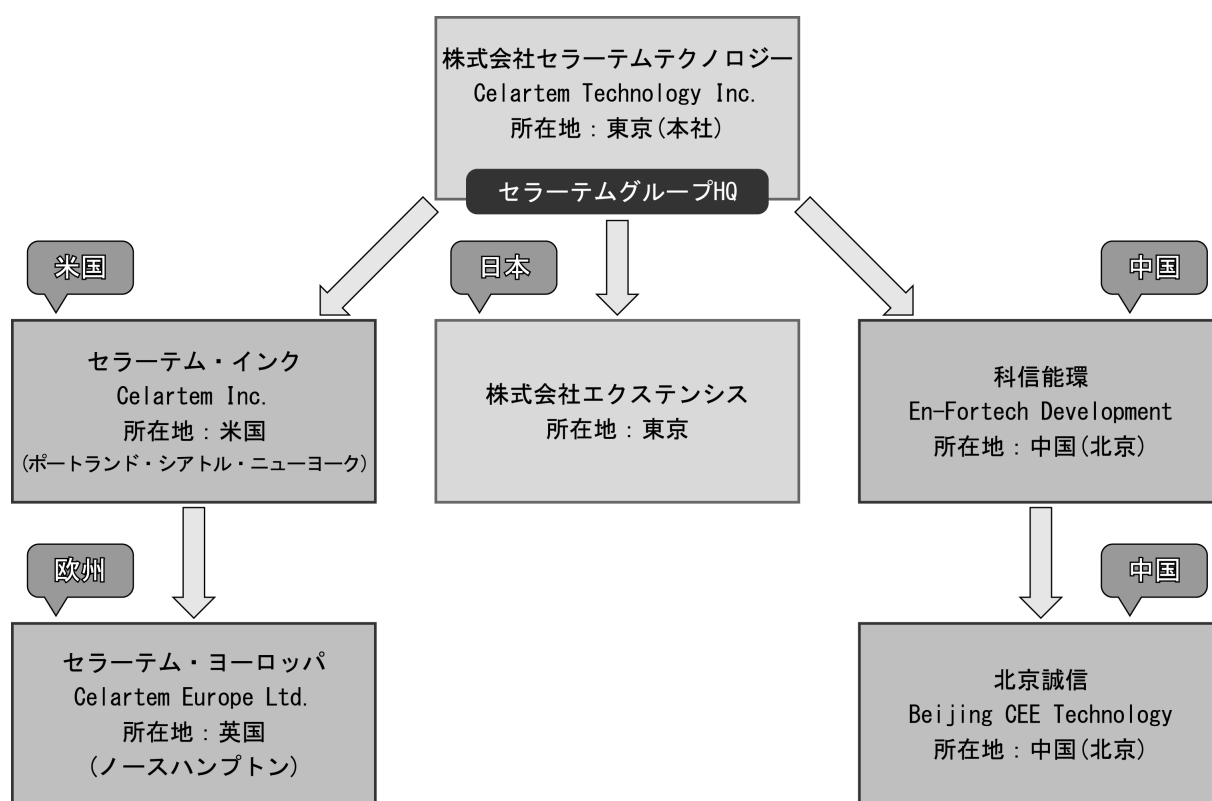 株式会社セラーテムテクノロジー
Celartem Technology Inc.
所在地：東京(本社)
セラーテムグループHQ
米国
日本
中国
セラーテム・インク
Celartem Inc.
所在地：米国
(ポートランド・シアトル・ニューヨーク)
株式会社エクステンシス
所在地：東京
科信能環
En-Fortech Development
所在地：中国(北京)
欧州
中国
セラーテム・ヨーロッパ
Celartem Europe Ltd.
所在地：英国
(ノースハンプトン)
北京誠信
Beijing CEE Technology
所在地：中国(北京)